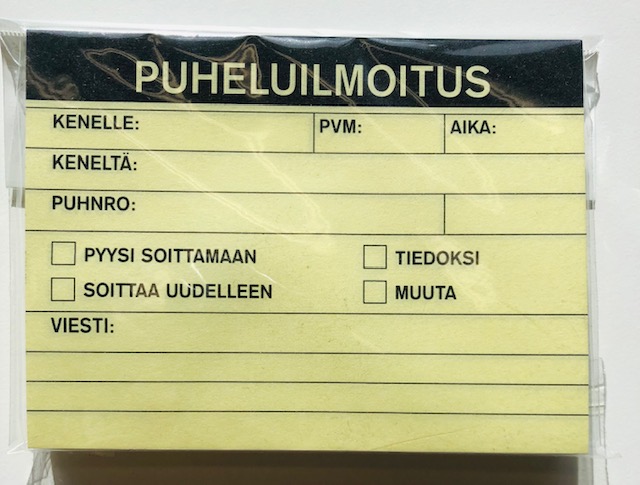 PUHELUILMOITUS
KENELLE: PVM: AIKA:
KENELTÄ:
PUHNRO:
PYYSI SOITTAMAAN TIEDOKSI
SOITTAA UUDELLEEN MUUTA
VIESTI: